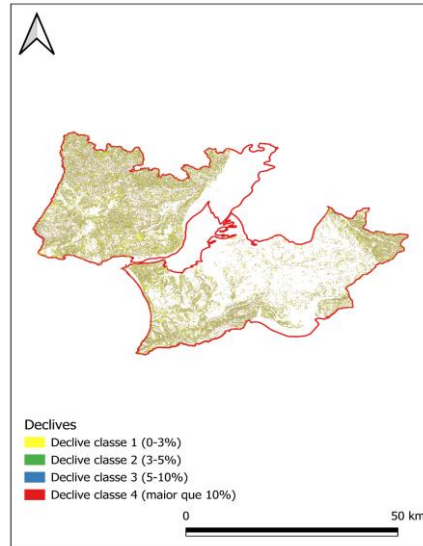 Declives
Declive classe 1 (0-3%)
Declive classe 2 (3-5%)
Declive classe 3 (5-10%)
Declive classe 4 (maior que 10%)
0 50 km